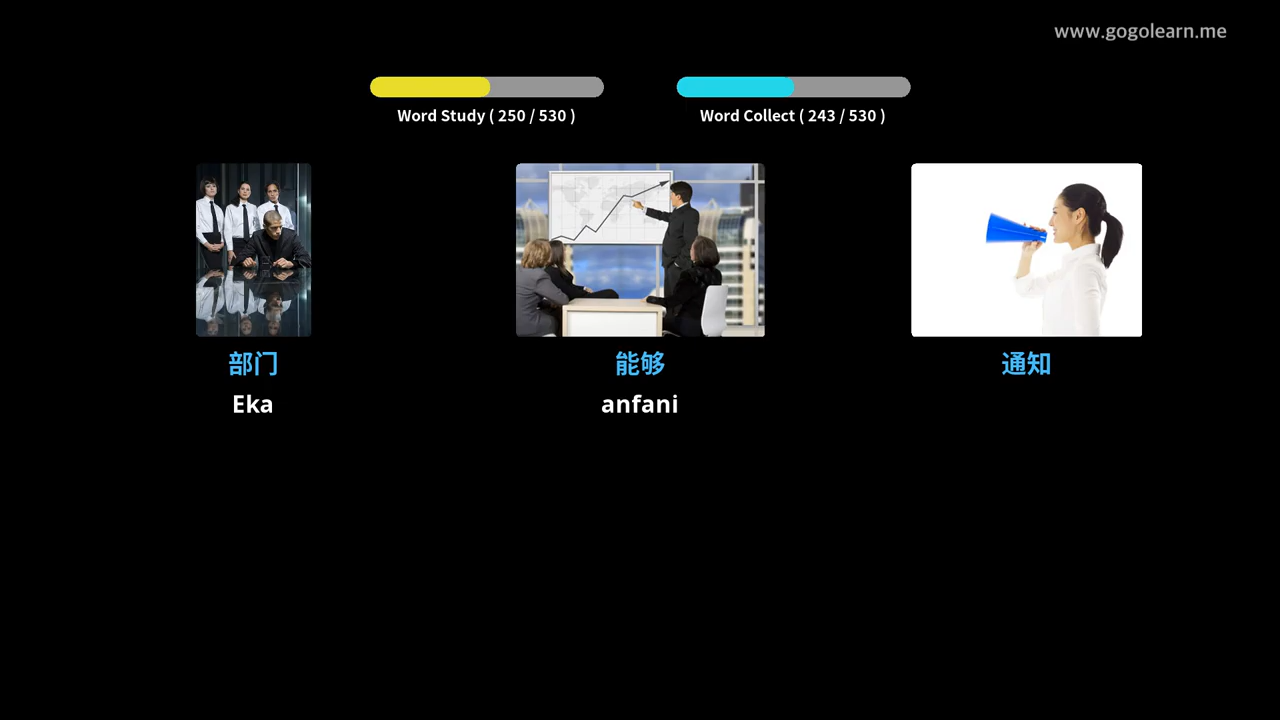 www.gogolearn.me
Word Study ( 250 / 530 )
Word Collect ( 243 / 530 )
部门
能够
通知
Eka
anfani